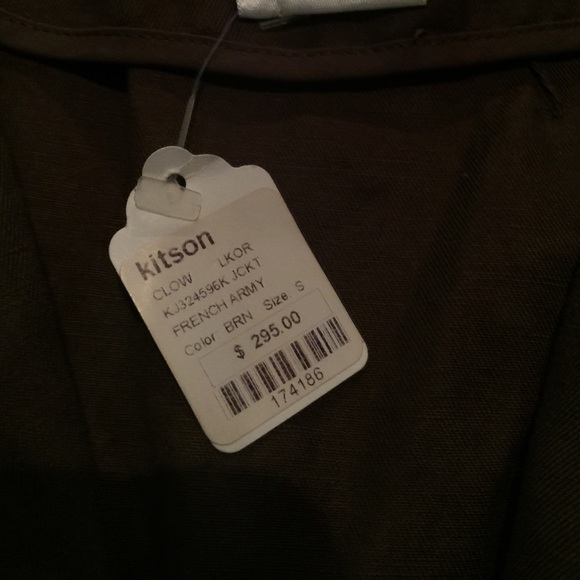 kitson
CLOW LKOR
KJ324596K JCKT
FRENCH ARMY
Color BRN Size S
$ 295.00
174186